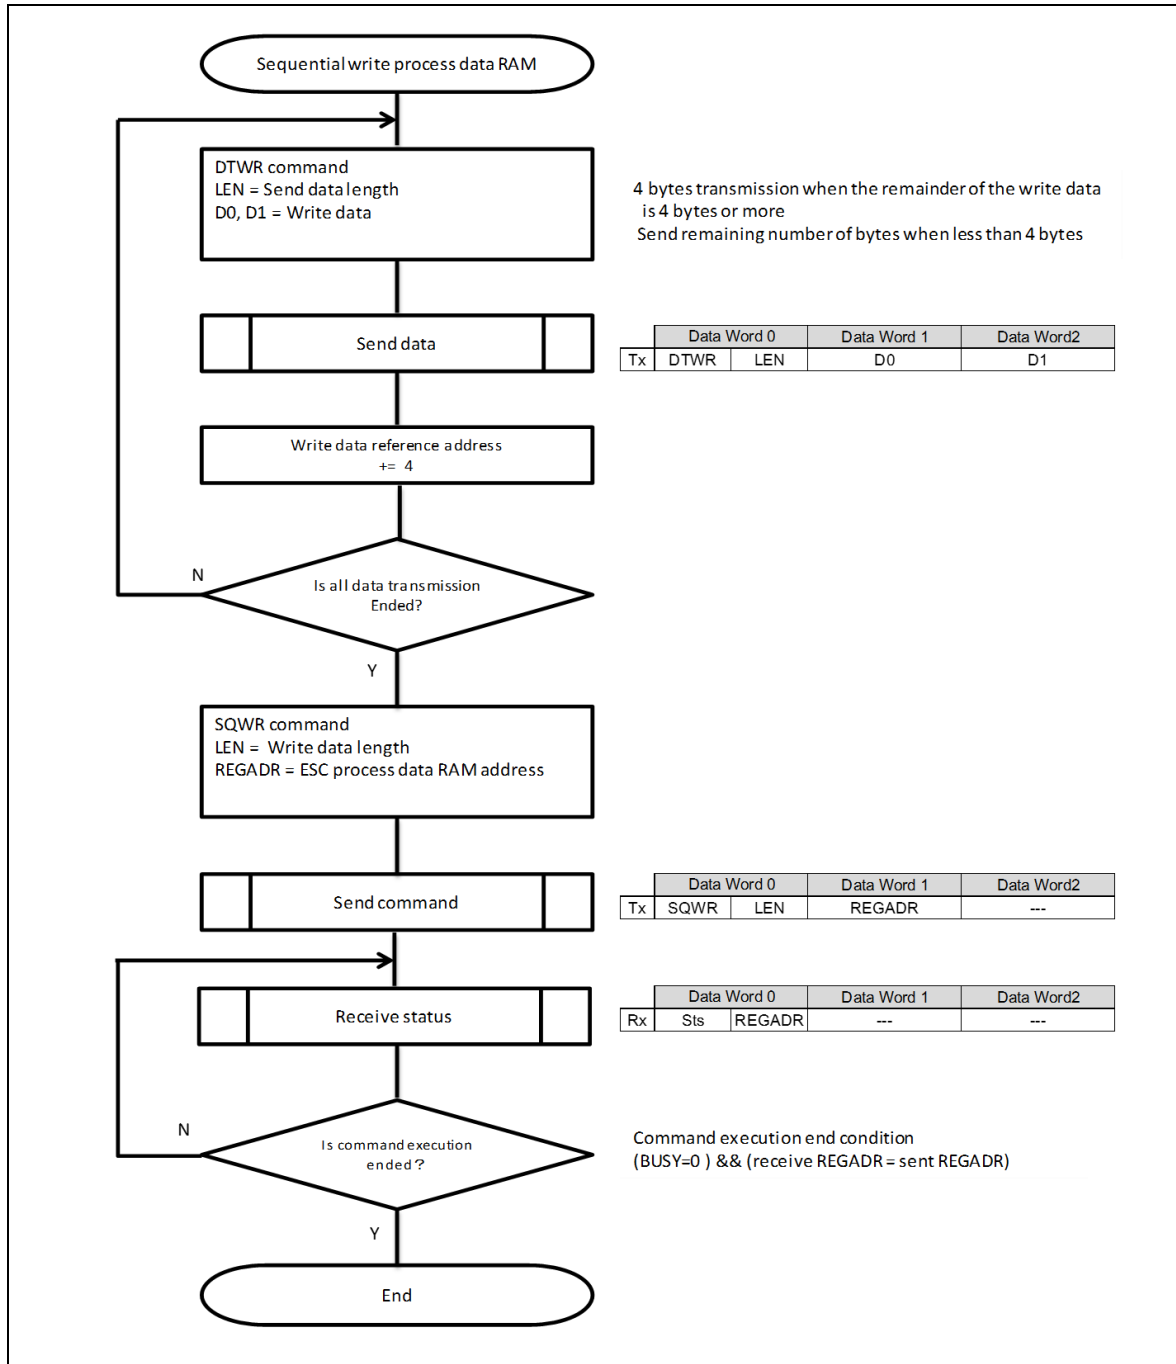 Sequential write process data RAM
DTWR command
LEN = Send data length
D0, D1 = Write data
4 bytes transmission when the remainder of the write data
is 4 bytes or more
Send remaining number of bytes when less than 4 bytes
Send data
Data Word 0 Data Word 1 Data Word2
Tx DTWR LEN D0 D1
Write data reference address
+= 4
Is all data transmission
Ended?
N
Y
SQWR command
LEN = Write data length
REGADR = ESC process data RAM address
Send command
Data Word 0 Data Word 1 Data Word2
Tx SQWR LEN REGADR ---
Receive status
Data Word 0 Data Word 1 Data Word2
Rx Sts REGADR --- ---
Is command execution
ended?
N
Command execution end condition
(BUSY=0 ) && (receive REGADR = sent REGADR)
Y
End